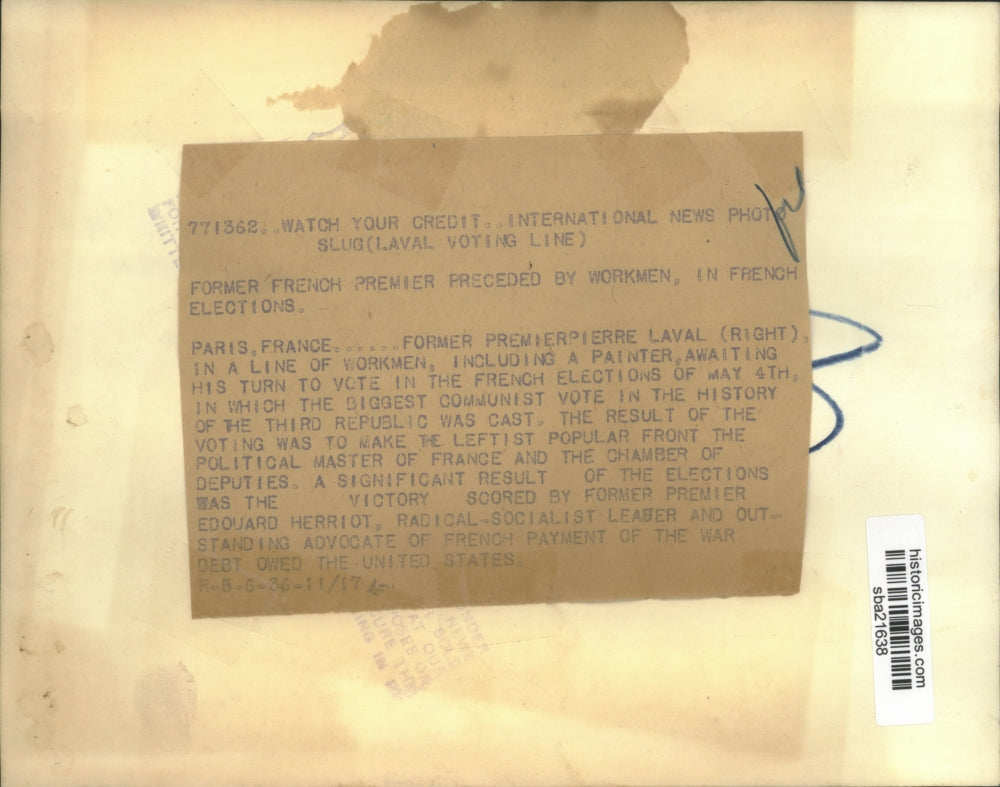 771362..WATCH YOUR CREDIT..INTERNATIONAL NEWS PHOTO
SLUG(LAVAL VOTING LINE)
FORMER FRENCH PREMIER PRECEDED BY WORKMEN, IN FRENCH
ELECTIONS.
PARIS,FRANCE......FORMER PREMIERPIERRE LAVAL (RIGHT),
IN A LINE OF WORKMEN, INCLUDING A PAINTER,AWAITING
HIS TURN TO VOTE IN THE FRENCH ELECTIONS OF MAY 4TH,
IN WHICH THE BIGGEST COMMUNIST VOTE IN THE HISTORY
OF THE THIRD REPUBLIC WAS CAST. THE RESULT OF THE
VOTING WAS TO MAKE TE LEFTIST POPULAR FRONT THE
POLITICAL MASTER OF FRANCE AND THE CHAMBER OF
DEPUTIES. A SIGNIFICANT RESULT OF THE ELECTIONS
WAS THE VICTORY SCORED BY FORMER PREMIER
EDOUARD HERRIOT, RADICAL-SOCIALIST LEADER AND OUT-
STANDING ADVOCATE OF FRENCH PAYMENT OF THE WAR
DEBT OWED THE UNITED STATES.
historicimages.com
sba21638